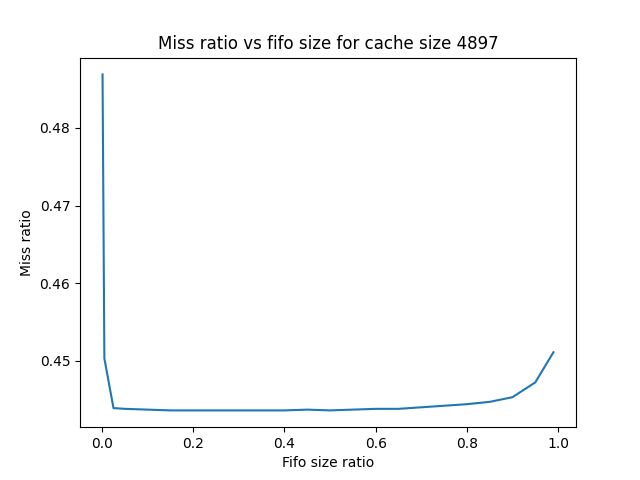 Miss ratio vs fifo size for cache size 4897
0.48
0.47
0.46
0.45
Miss ratio
0.0 0.2 0.4 0.6 0.8 1.0
Fifo size ratio